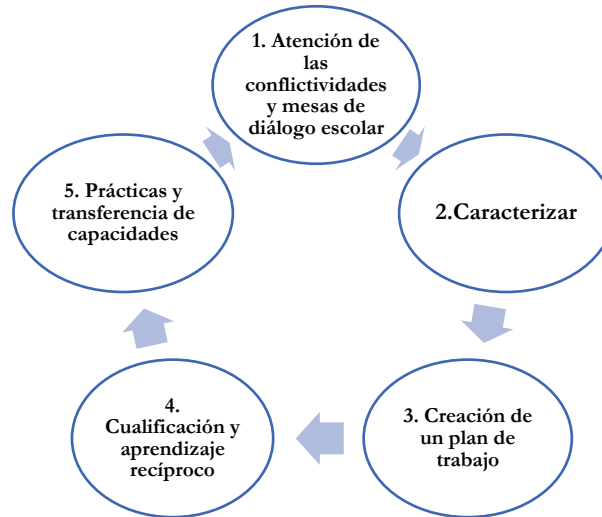 1. Atención de
las
conflictividades
y mesas de
diálogo escolar
2.Caracterizar
3. Creación de
un plan de
trabajo
4.
Cualificación y
aprendizaje
recíproco
5. Prácticas y
transferencia de
capacidades